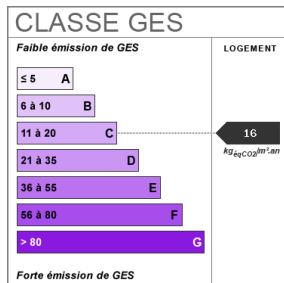 CLASSE GES
Faible émission de GES
LOGEMENT
≤ 5 A
6 à 10 B
11 à 20 C
16
kgéqCO2/m².an
21 à 35 D
36 à 55 E
56 à 80 F
> 80 G
Forte émission de GES